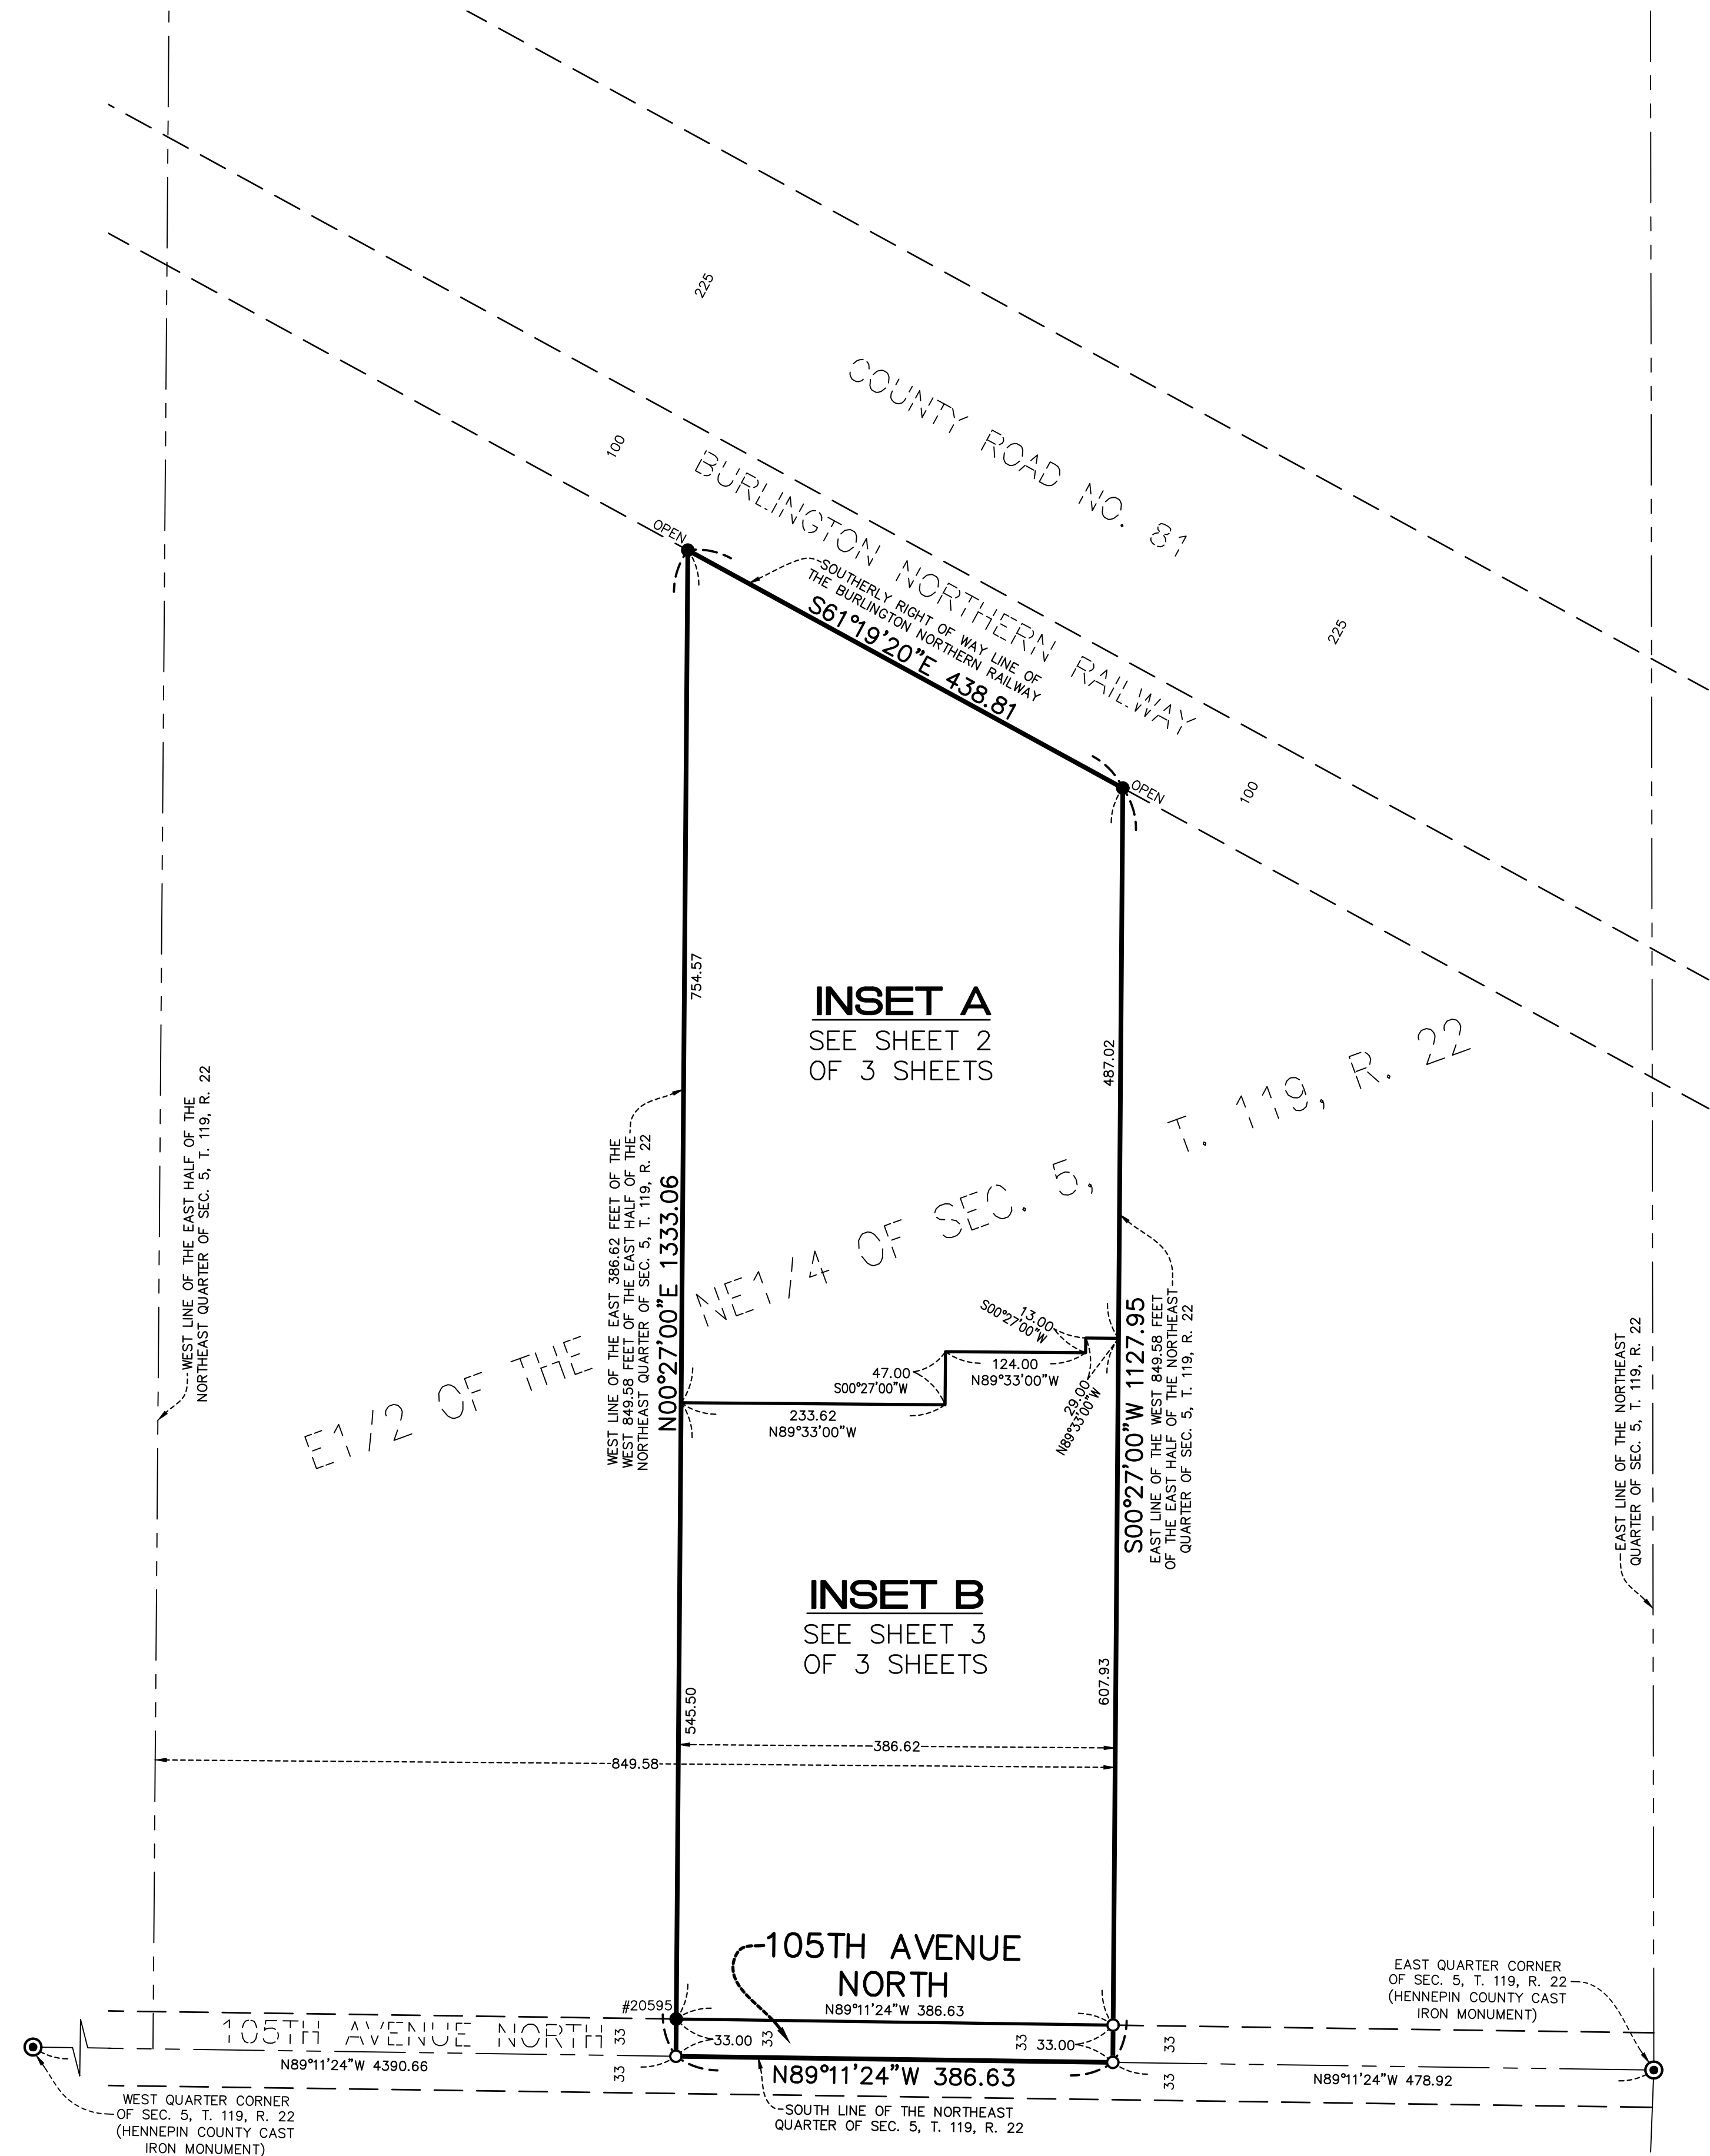 225
COUNTY ROAD NO. 81
100
BURLINGTON NORTHERN RAILWAY
225
100
OPEN
SOUTHERLY RIGHT OF WAY LINE OF
THE BURLINGTON NORTHERN RAILWAY
S61°19'20"E 438.81
OPEN
754.57
INSET A
SEE SHEET 2
OF 3 SHEETS
487.02
E1/2 OF THE NE1/4 OF SEC. 5, T. 119, R. 22
WEST LINE OF THE EAST HALF OF THE
NORTHEAST QUARTER OF SEC. 5, T. 119, R. 22
WEST LINE OF THE EAST 386.62 FEET OF THE
WEST 849.58 FEET OF THE EAST HALF OF THE
NORTHEAST QUARTER OF SEC. 5, T. 119, R. 22
N00°27'00"E 1333.06
13.00
S00°27'00"W
47.00
S00°27'00"W
124.00
N89°33'00"W
29.00
N89°33'00"W
233.62
N89°33'00"W
S00°27'00"W 1127.95
EAST LINE OF THE WEST 849.58 FEET
OF THE EAST HALF OF THE NORTHEAST
QUARTER OF SEC. 5, T. 119, R. 22
EAST LINE OF THE NORTHEAST
QUARTER OF SEC. 5, T. 119, R. 22
INSET B
SEE SHEET 3
OF 3 SHEETS
545.50
607.93
386.62
849.58
105TH AVENUE
NORTH
N89°11'24"W 386.63
#20595
105TH AVENUE NORTH
33
33.00
33
33
33.00
33
N89°11'24"W 4390.66
33
N89°11'24"W 386.63
33
N89°11'24"W 478.92
SOUTH LINE OF THE NORTHEAST
QUARTER OF SEC. 5, T. 119, R. 22
WEST QUARTER CORNER
OF SEC. 5, T. 119, R. 22
(HENNEPIN COUNTY CAST
IRON MONUMENT)
EAST QUARTER CORNER
OF SEC. 5, T. 119, R. 22
(HENNEPIN COUNTY CAST
IRON MONUMENT)